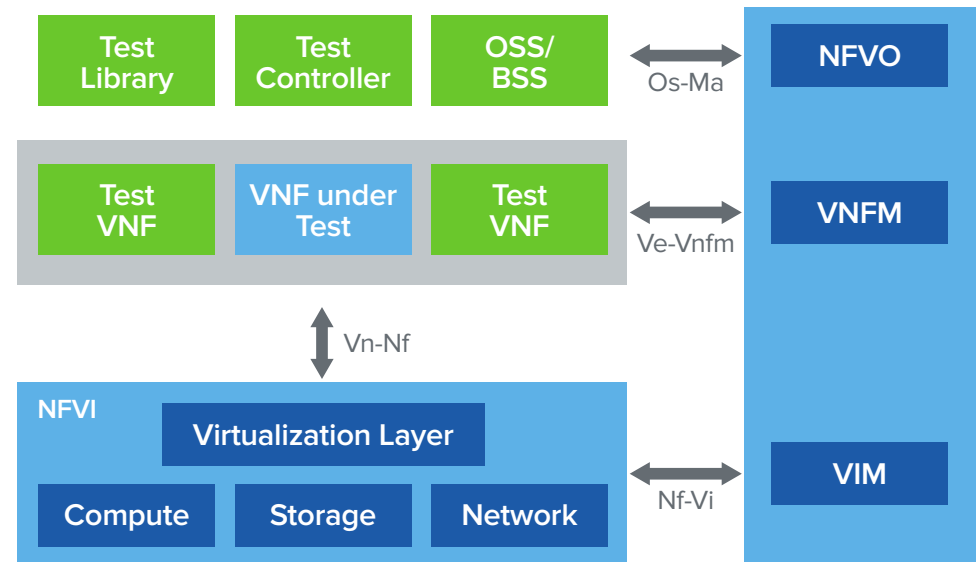 Test
Library
Test
Controller
OSS/
BSS
Os-Ma
NFVO
Test
VNF
VNF under
Test
Test
VNF
Ve-Vnfm
VNFM
Vn-Nf
NFVI
Virtualization Layer
Compute
Storage
Network
Nf-Vi
VIM